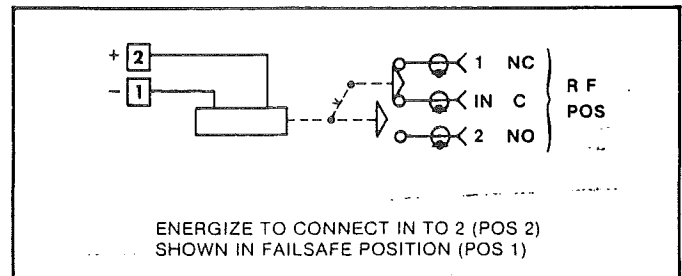 + 2
- 1
1 NC
IN C
2 NO
R F
POS
ENERGIZE TO CONNECT IN TO 2 (POS 2)
SHOWN IN FAILSAFE POSITION (POS 1)